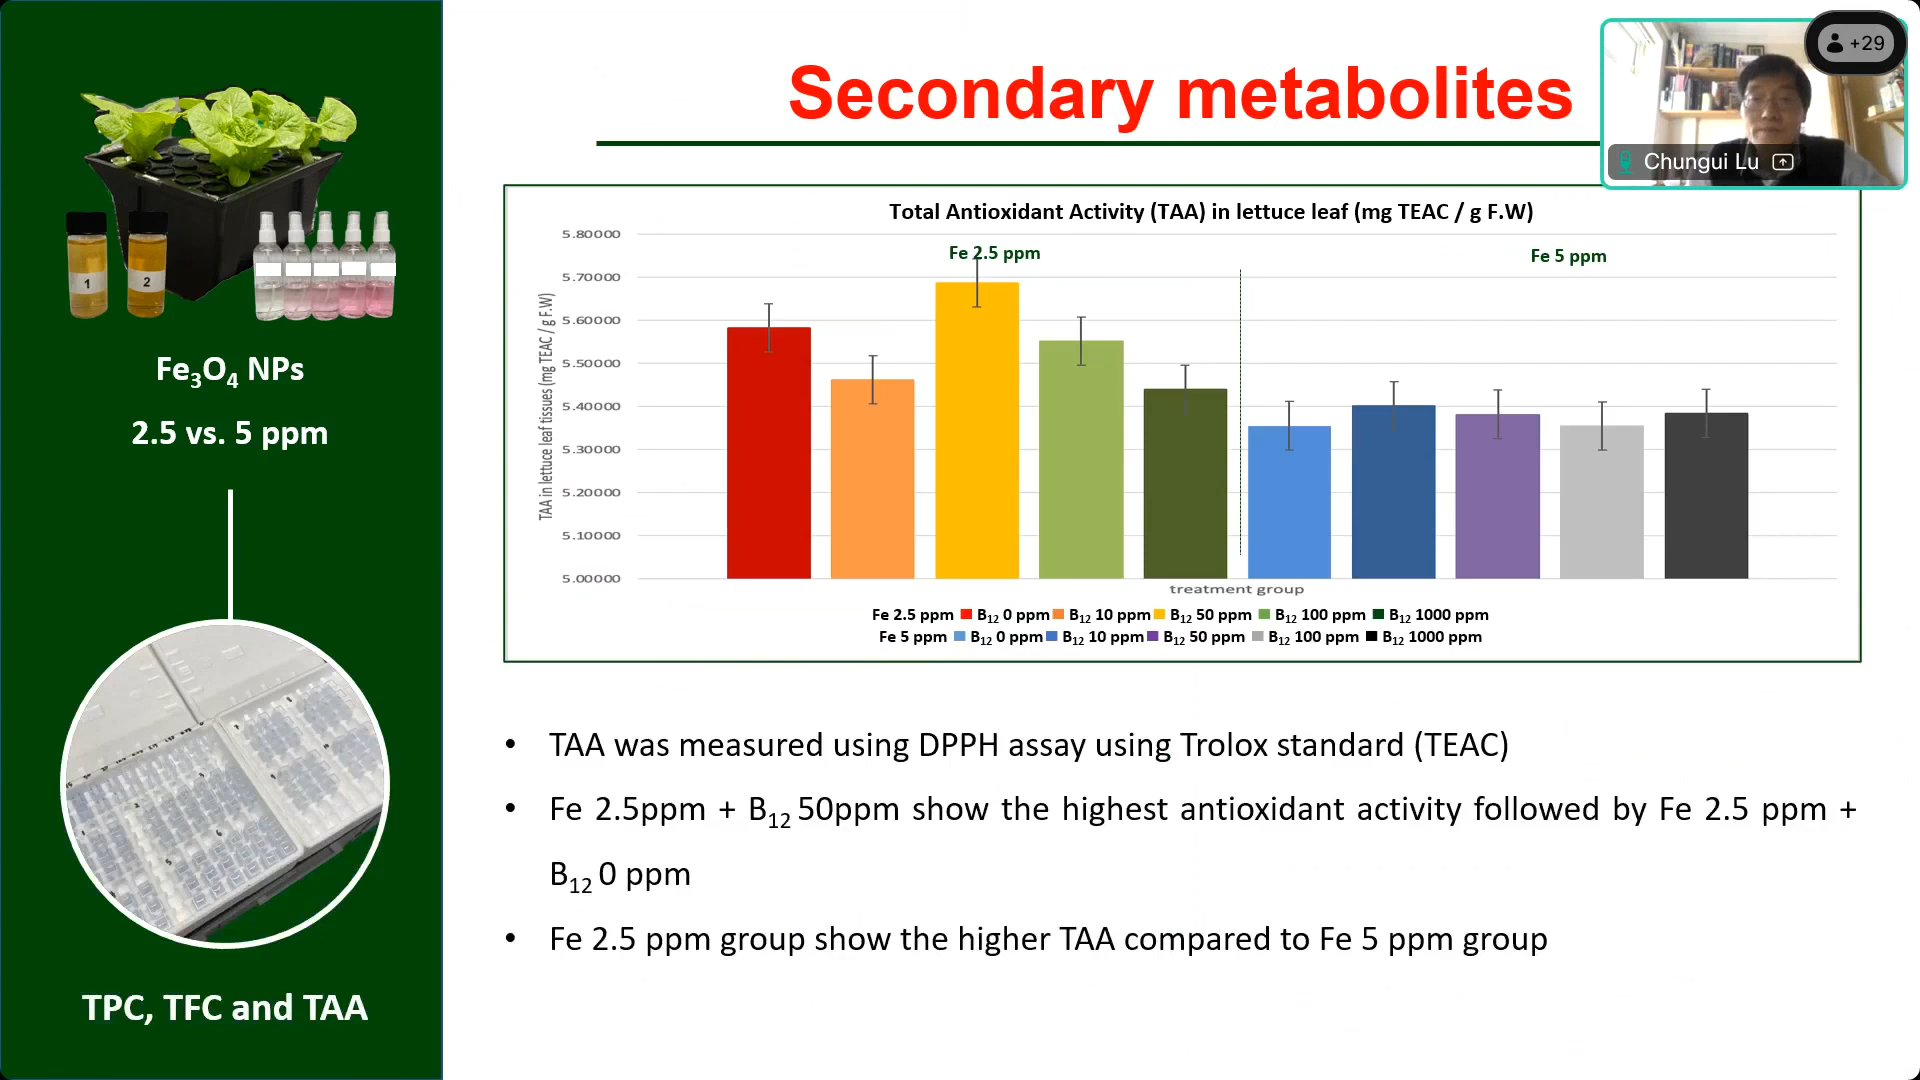 Secondary metabolites
+29
Chungui Lu
1
2
Fe₃O₄ NPs
2.5 vs. 5 ppm
TPC, TFC and TAA
Total Antioxidant Activity (TAA) in lettuce leaf (mg TEAC / g F.W)
Fe 2.5 ppm
Fe 5 ppm
TAA in lettuce leaf tissues (mg TEAC / g F.W)
5.80000
5.70000
5.60000
5.50000
5.40000
5.30000
5.20000
5.10000
5.00000
treatment group
Fe 2.5 ppm B₁₂ 0 ppm B₁₂ 10 ppm B₁₂ 50 ppm B₁₂ 100 ppm B₁₂ 1000 ppm
Fe 5 ppm B₁₂ 0 ppm B₁₂ 10 ppm B₁₂ 50 ppm B₁₂ 100 ppm B₁₂ 1000 ppm
• TAA was measured using DPPH assay using Trolox standard (TEAC)
• Fe 2.5ppm + B₁₂ 50ppm show the highest antioxidant activity followed by Fe 2.5 ppm +
B₁₂ 0 ppm
• Fe 2.5 ppm group show the higher TAA compared to Fe 5 ppm group